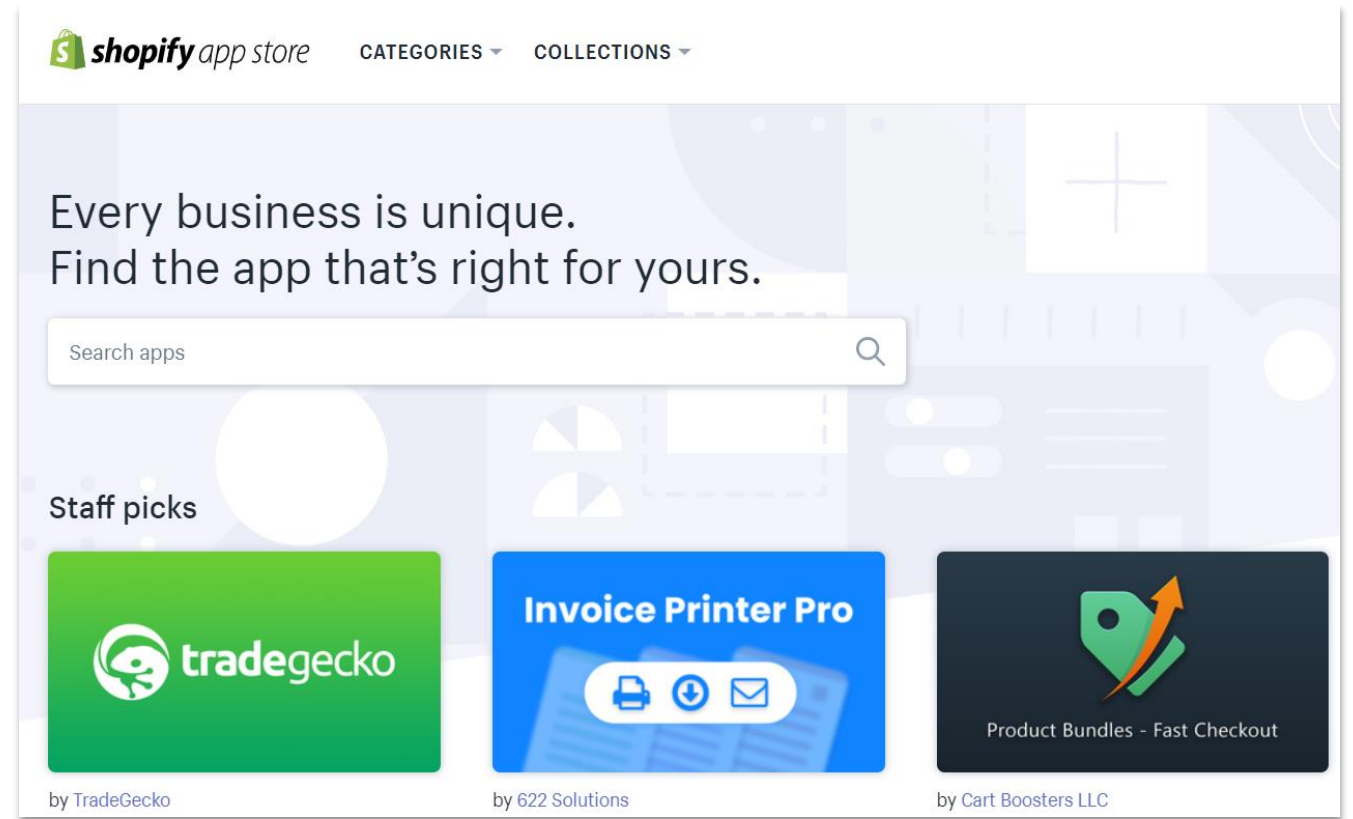 shopify app store CATEGORIES COLLECTIONS
Every business is unique.
Find the app that's right for yours.
Search apps
Staff picks
tradegecko
Invoice Printer Pro
Product Bundles - Fast Checkout
by TradeGecko
by 622 Solutions
by Cart Boosters LLC